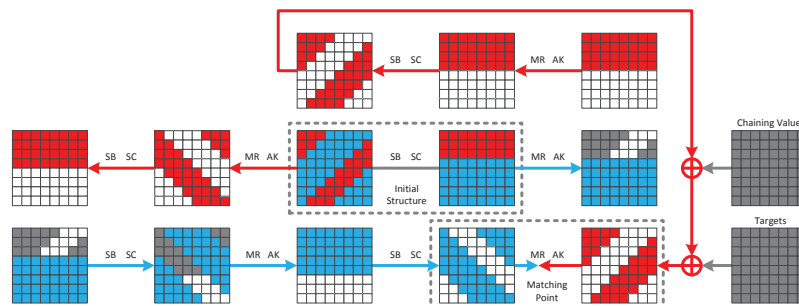 SB SC
MR AK
Chaining Value
SB SC
MR AK
SB SC
MR AK
Initial
Structure
Targets
SB SC
MR AK
SB SC
MR AK
Matching
Point